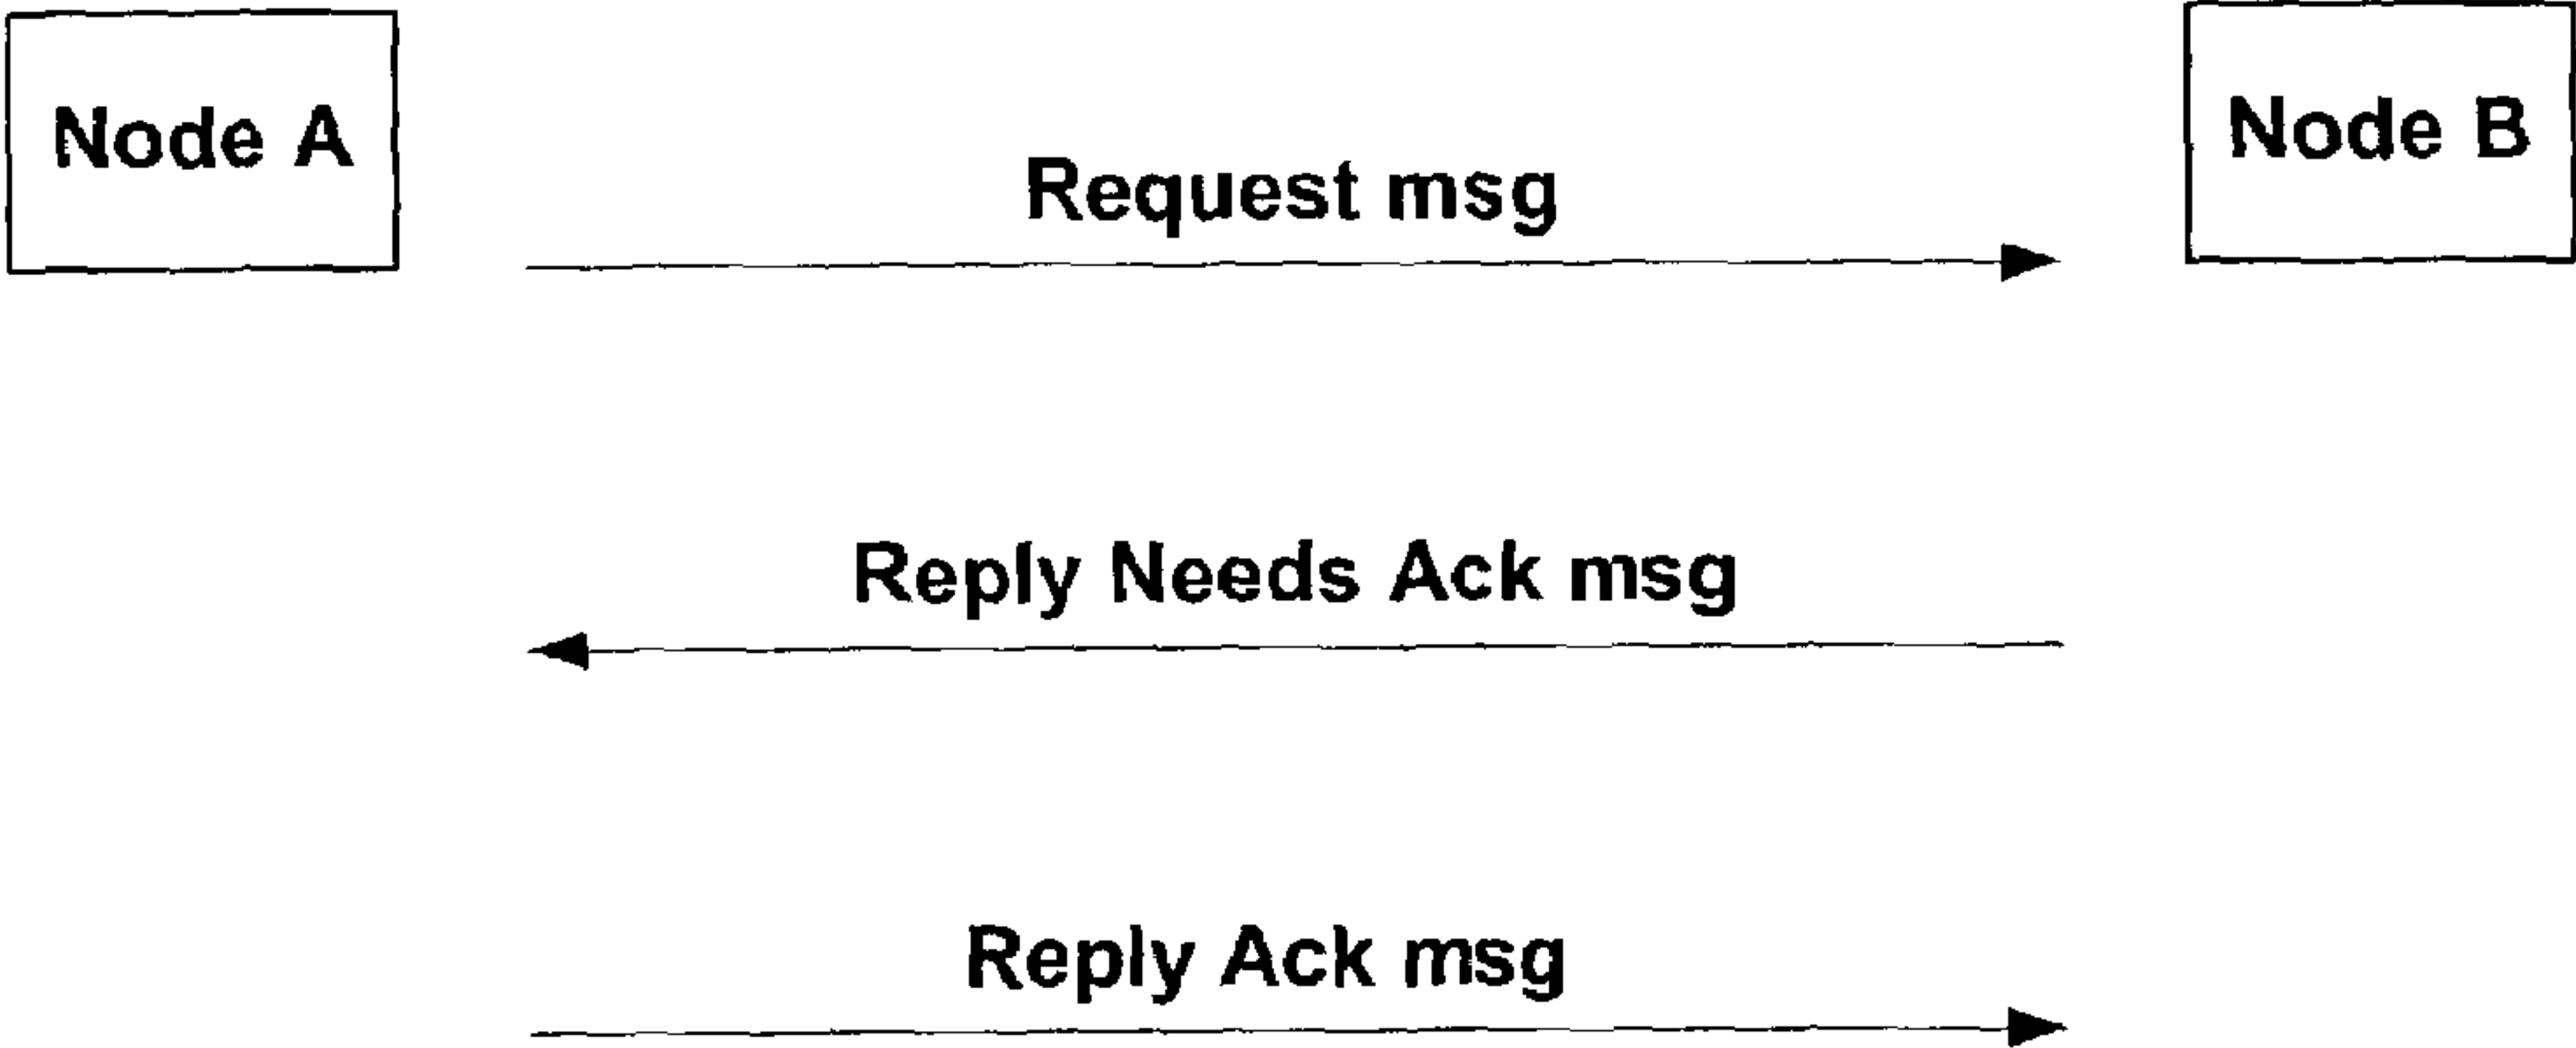 Node A
Node B
Request msg
Reply Needs Ack msg
Reply Ack msg